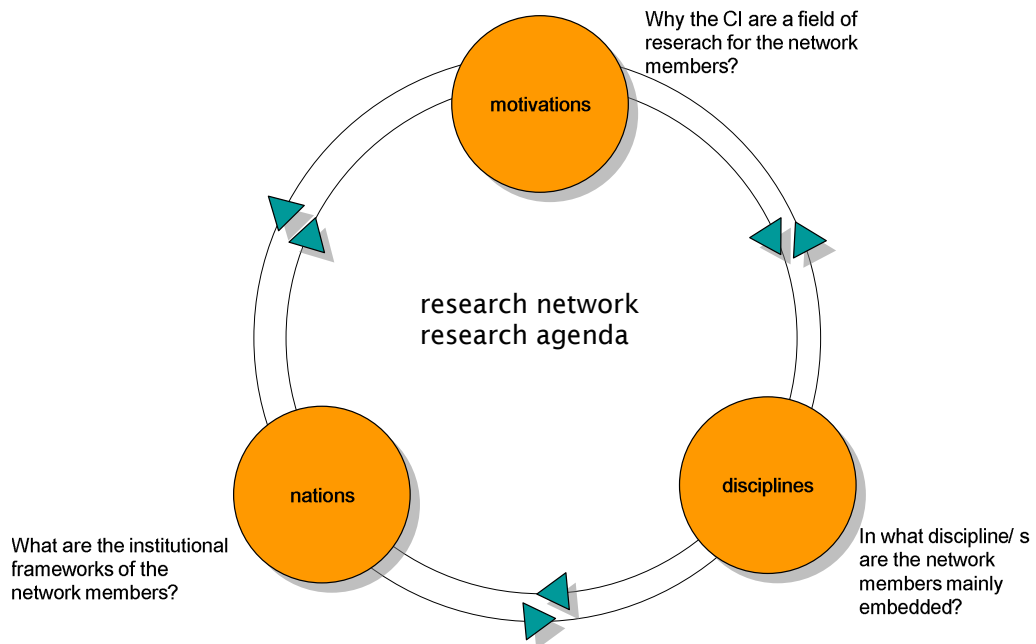 Why the CI are a field of
reserach for the network
members?
motivations
research network
research agenda
nations
disciplines
What are the institutional
frameworks of the
network members?
In what discipline/ s
are the network
members mainly
embedded?